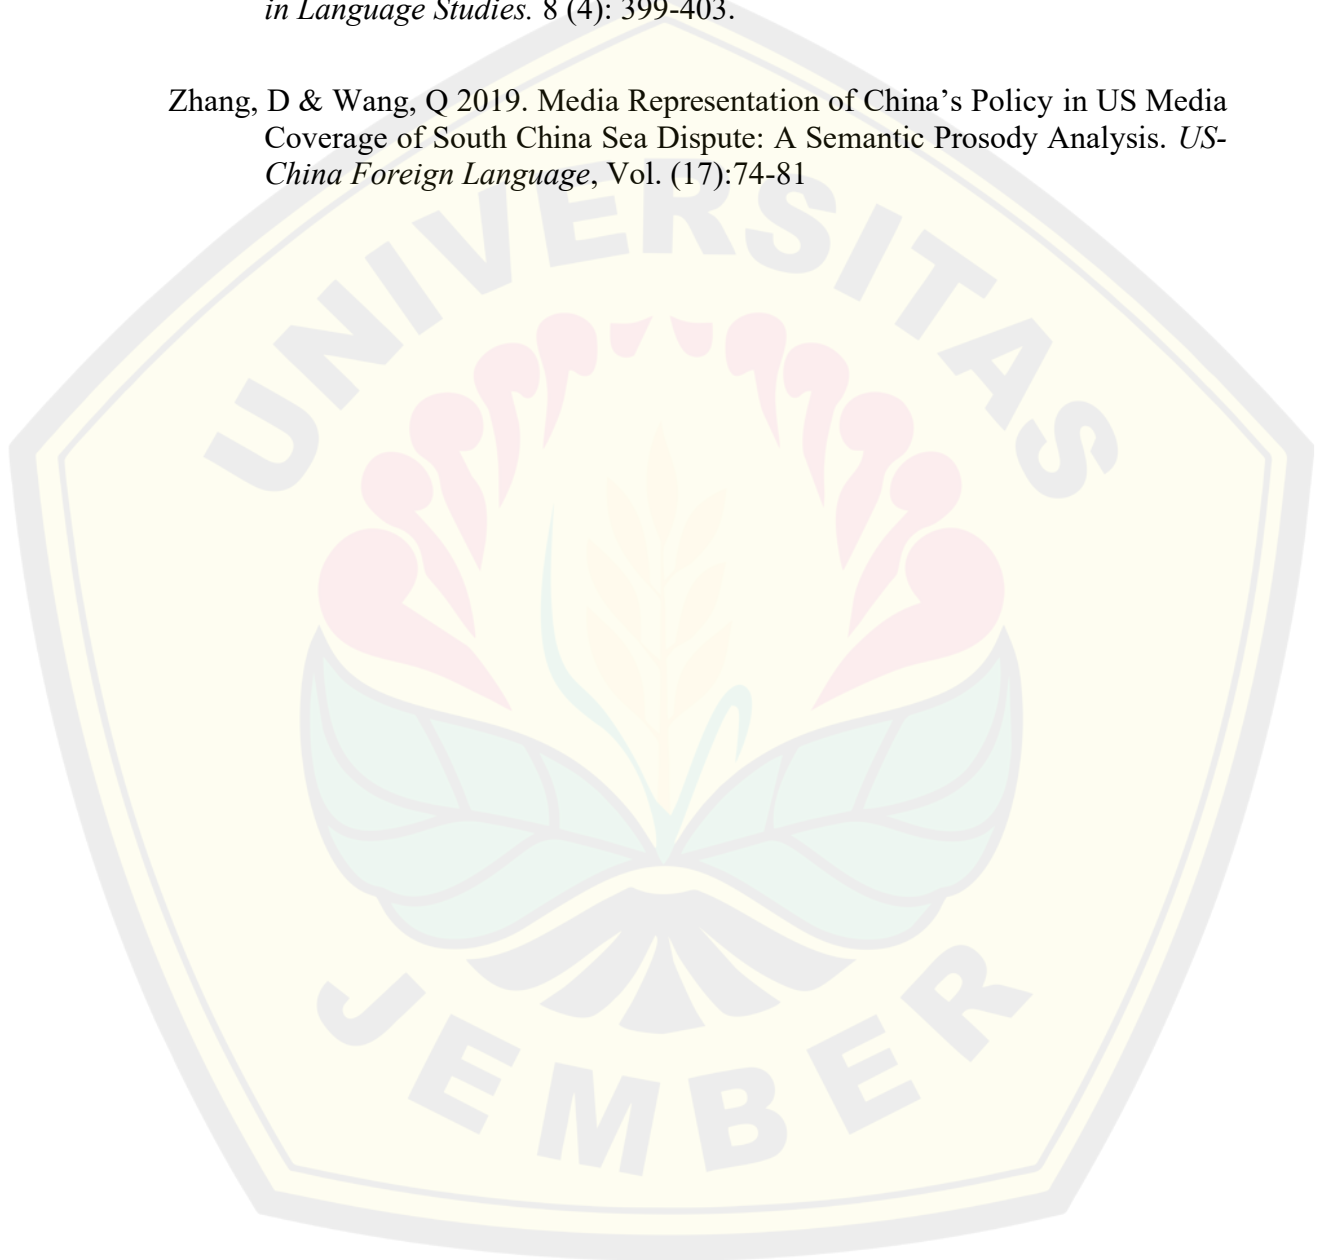 in Language Studies. 8 (4): 399-403.
Zhang, D & Wang, Q 2019. Media Representation of China’s Policy in US Media
Coverage of South China Sea Dispute: A Semantic Prosody Analysis. US-
China Foreign Language, Vol. (17):74-81
UNIVERSITAS
JEMBER